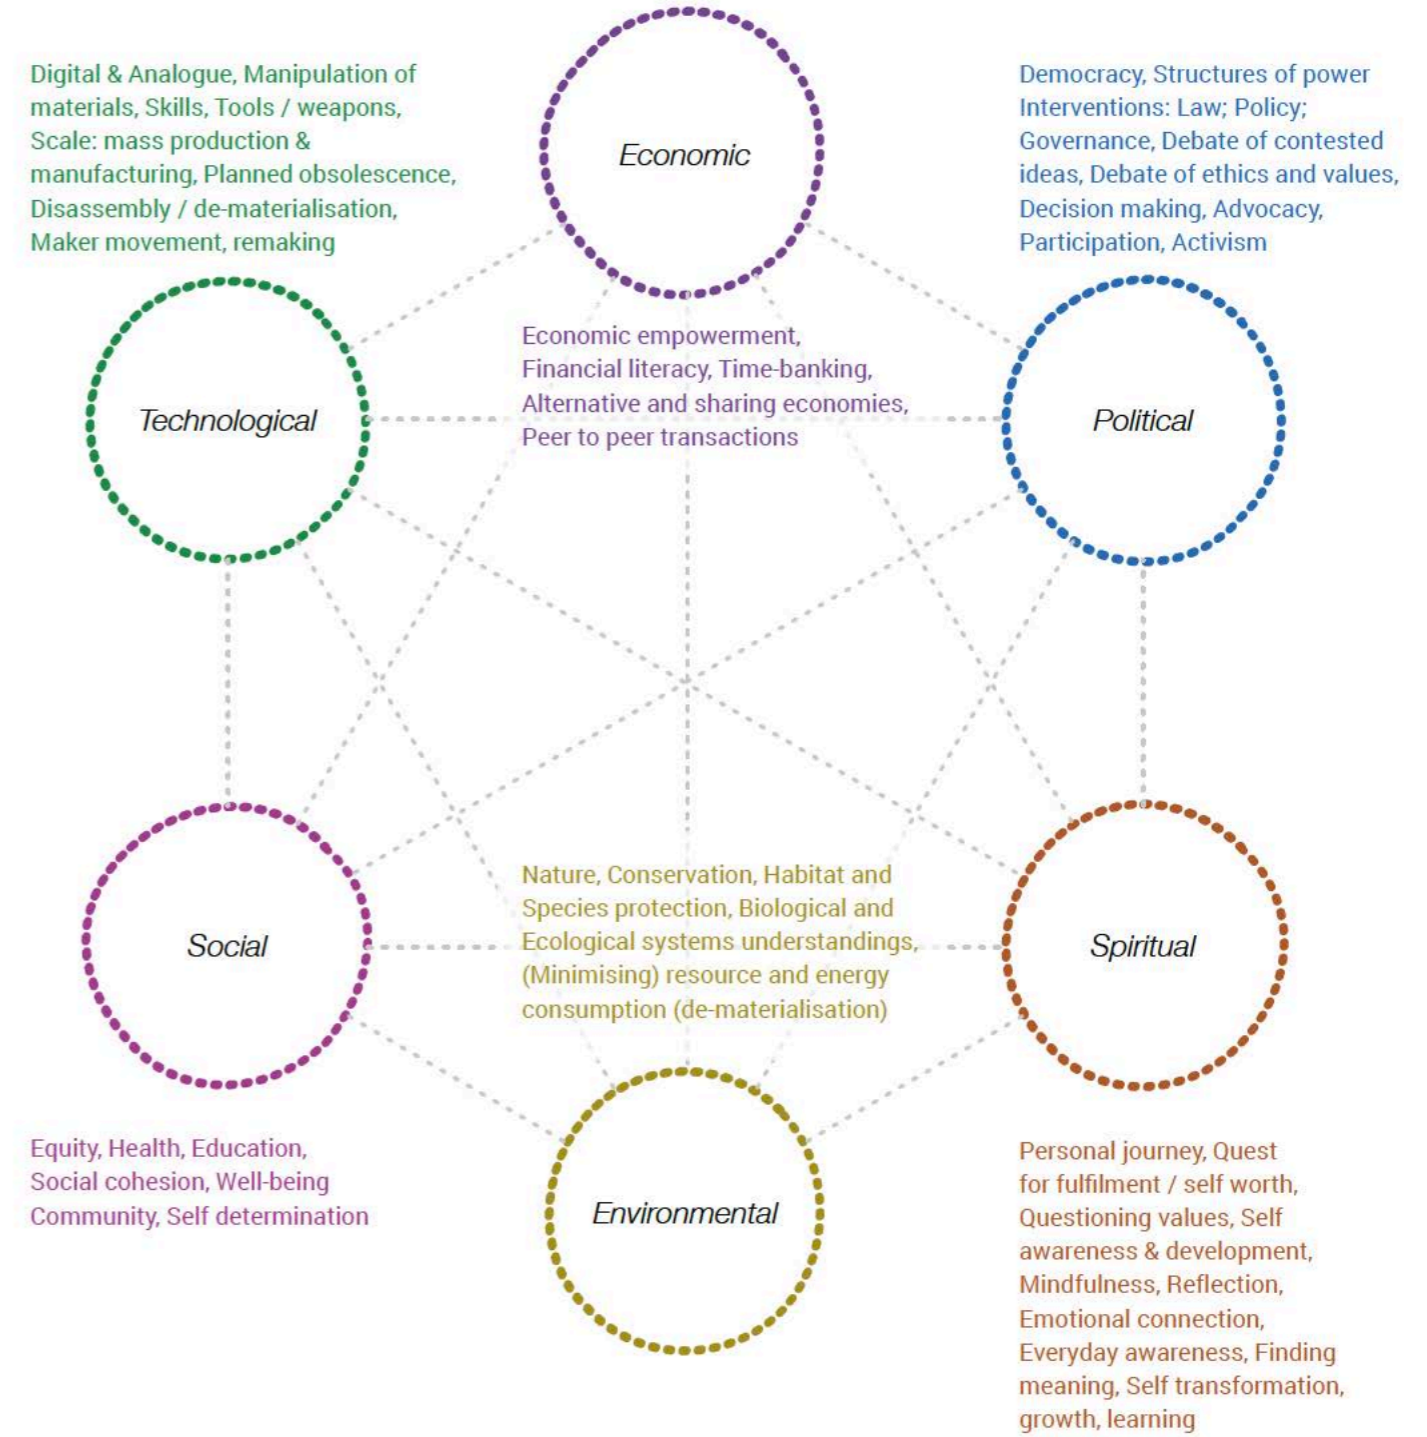 Digital & Analogue, Manipulation of
materials, Skills, Tools / weapons,
Scale: mass production &
manufacturing, Planned obsolescence,
Disassembly / de-materialisation,
Maker movement, remaking
Economic
Democracy, Structures of power
Interventions: Law; Policy;
Governance, Debate of contested
ideas, Debate of ethics and values,
Decision making, Advocacy,
Participation, Activism
Technological
Economic empowerment,
Financial literacy, Time-banking,
Alternative and sharing economies,
Peer to peer transactions
Political
Social
Nature, Conservation, Habitat and
Species protection, Biological and
Ecological systems understandings,
(Minimising) resource and energy
consumption (de-materialisation)
Spiritual
Equity, Health, Education,
Social cohesion, Well-being
Community, Self determination
Environmental
Personal journey, Quest
for fulfilment / self worth,
Questioning values, Self
awareness & development,
Mindfulness, Reflection,
Emotional connection,
Everyday awareness, Finding
meaning, Self transformation,
growth, learning